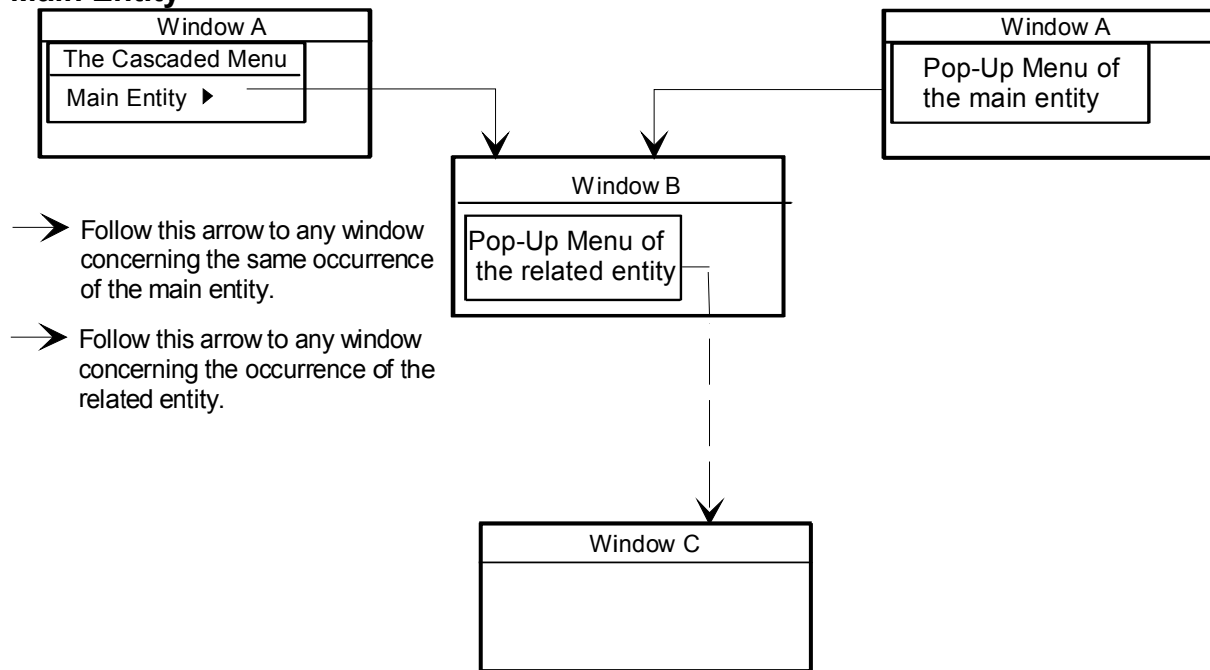 Main Entity
Window A
The Cascaded Menu
Main Entity
Window A
Pop-Up Menu of
the main entity
Window B
Pop-Up Menu of
the related entity
Follow this arrow to any window
concerning the same occurrence
of the main entity.
Follow this arrow to any window
concerning the occurrence of the
related entity.
Window C